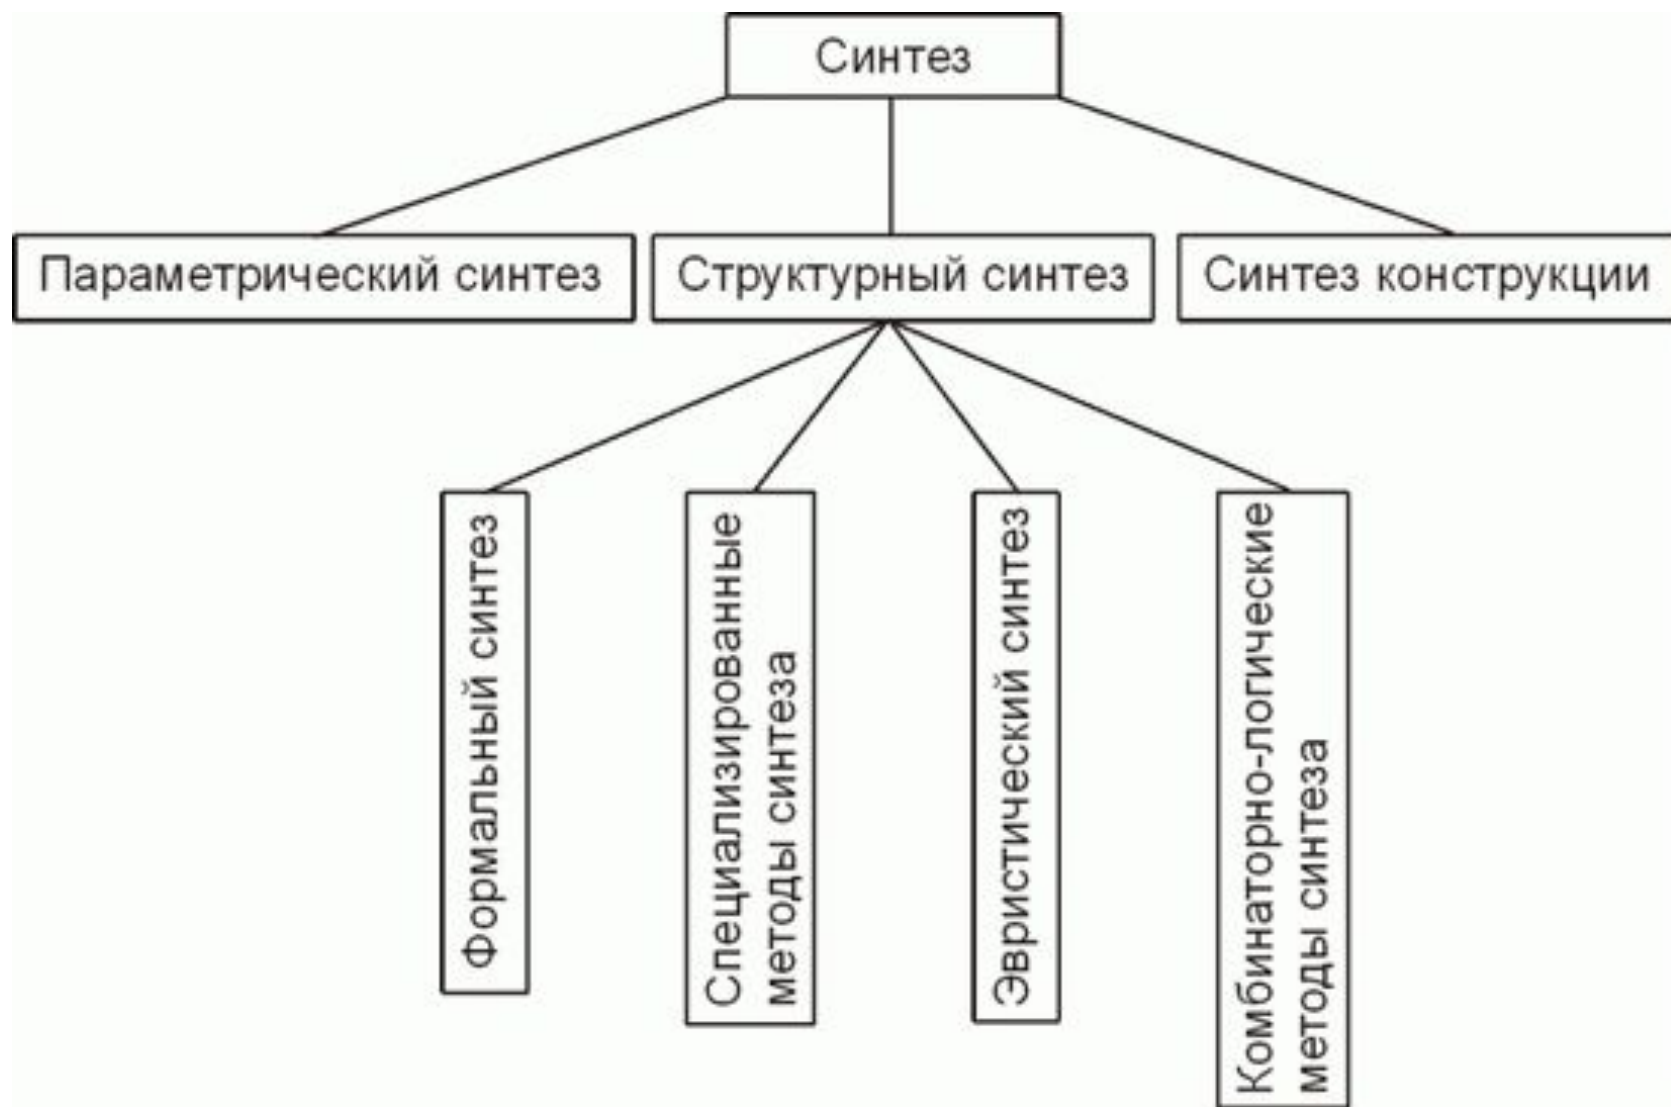 Синтез
Параметрический синтез
Структурный синтез
Синтез конструкции
Формальный синтез
Специализированные
методы синтеза
Эвристический синтез
Комбинаторно-логические
методы синтеза